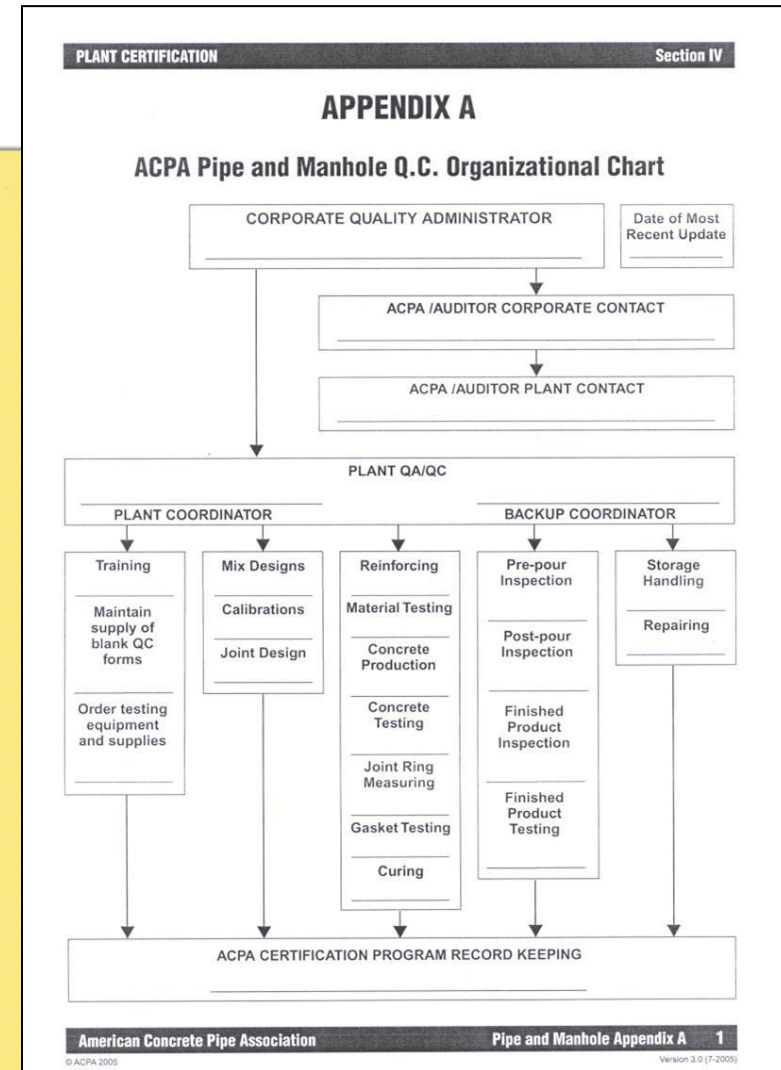 PLANT CERTIFICATION Section IV
APPENDIX A
ACPA Pipe and Manhole Q.C. Organizational Chart
CORPORATE QUALITY ADMINISTRATOR
Date of Most
Recent Update
ACPA /AUDITOR CORPORATE CONTACT
ACPA /AUDITOR PLANT CONTACT
PLANT QA/QC
PLANT COORDINATOR BACKUP COORDINATOR
Training
Maintain
supply of
blank QC
forms
Order testing
equipment
and supplies
Mix Designs
Calibrations
Joint Design
Reinforcing
Material Testing
Concrete
Production
Concrete
Testing
Joint Ring
Measuring
Gasket Testing
Curing
Pre-pour
Inspection
Post-pour
Inspection
Finished
Product
Inspection
Finished
Product
Testing
Storage
Handling
Repairing
ACPA CERTIFICATION PROGRAM RECORD KEEPING
American Concrete Pipe Association Pipe and Manhole Appendix A 1
© ACPA 2005 Version 3.0 (7-2005)